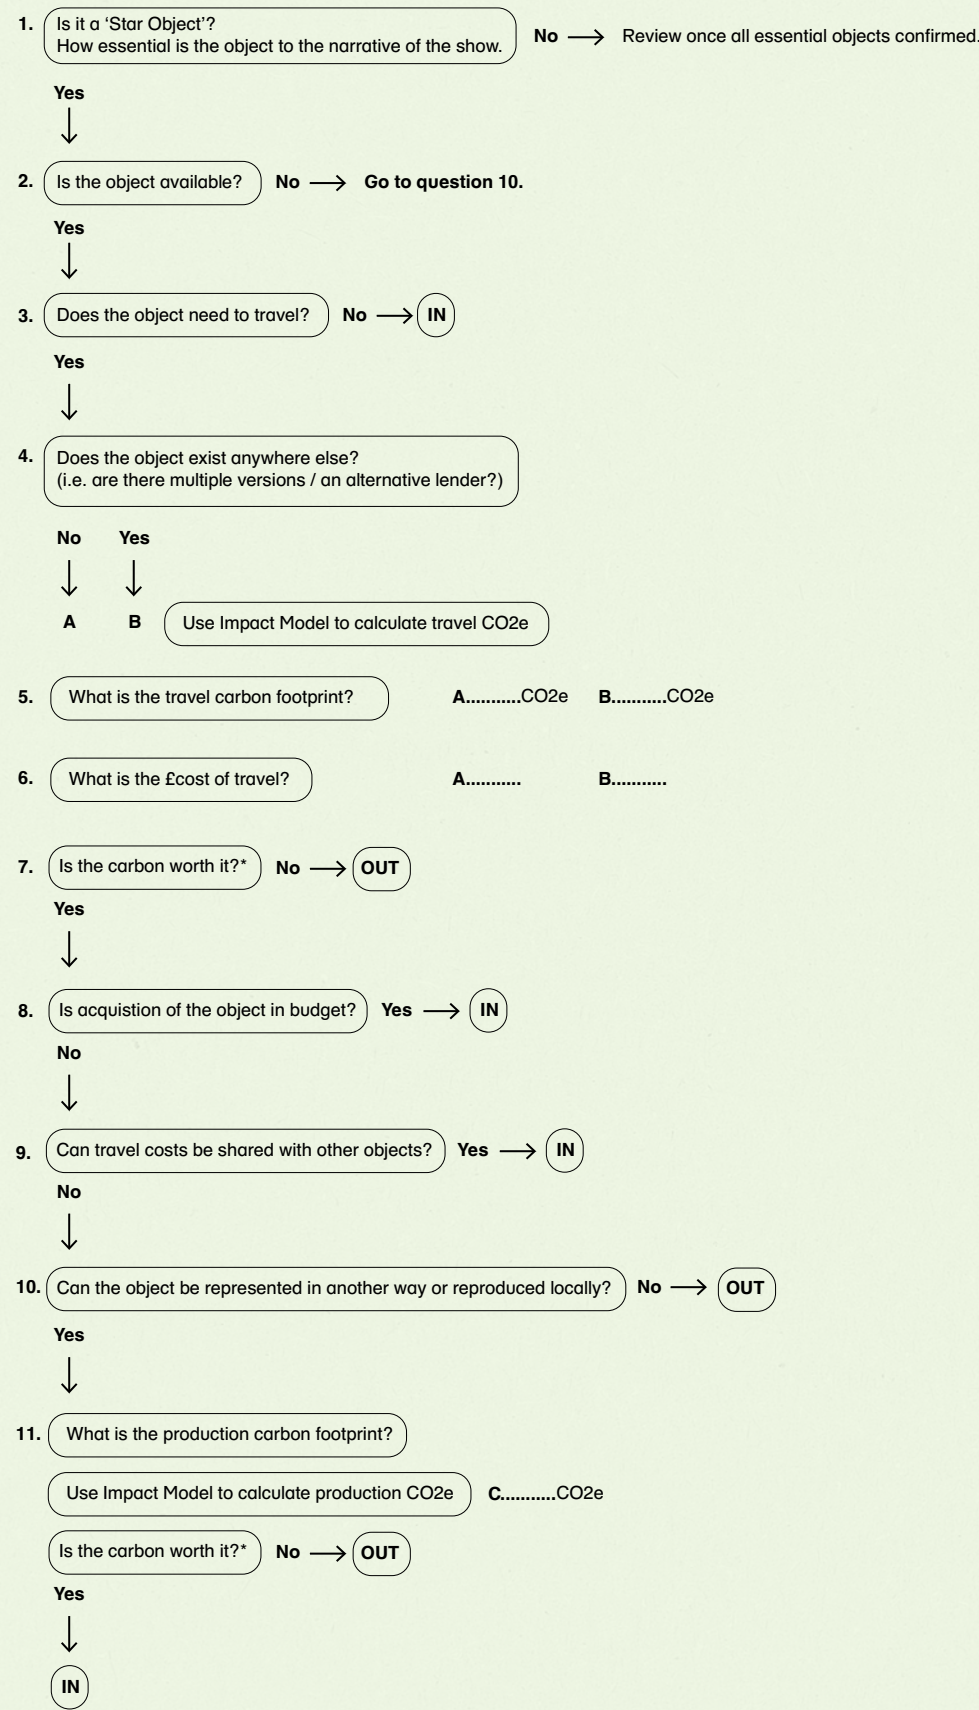 1. Is it a ‘Star Object’?
How essential is the object to the narrative of the show. No Review once all essential objects confirmed.
Yes
2. Is the object available? No Go to question 10.
Yes
3. Does the object need to travel? No IN
Yes
4. Does the object exist anywhere else?
(i.e. are there multiple versions / an alternative lender?)
No Yes
A B Use Impact Model to calculate travel CO2e
5. What is the travel carbon footprint? A...........CO2e B...........CO2e
6. What is the £cost of travel? A........... B...........
7. Is the carbon worth it?* No OUT
Yes
8. Is acquistion of the object in budget? Yes IN
No
9. Can travel costs be shared with other objects? Yes IN
No
10. Can the object be represented in another way or reproduced locally? No OUT
Yes
11. What is the production carbon footprint?
Use Impact Model to calculate production CO2e C...........CO2e
Is the carbon worth it?* No OUT
Yes
IN